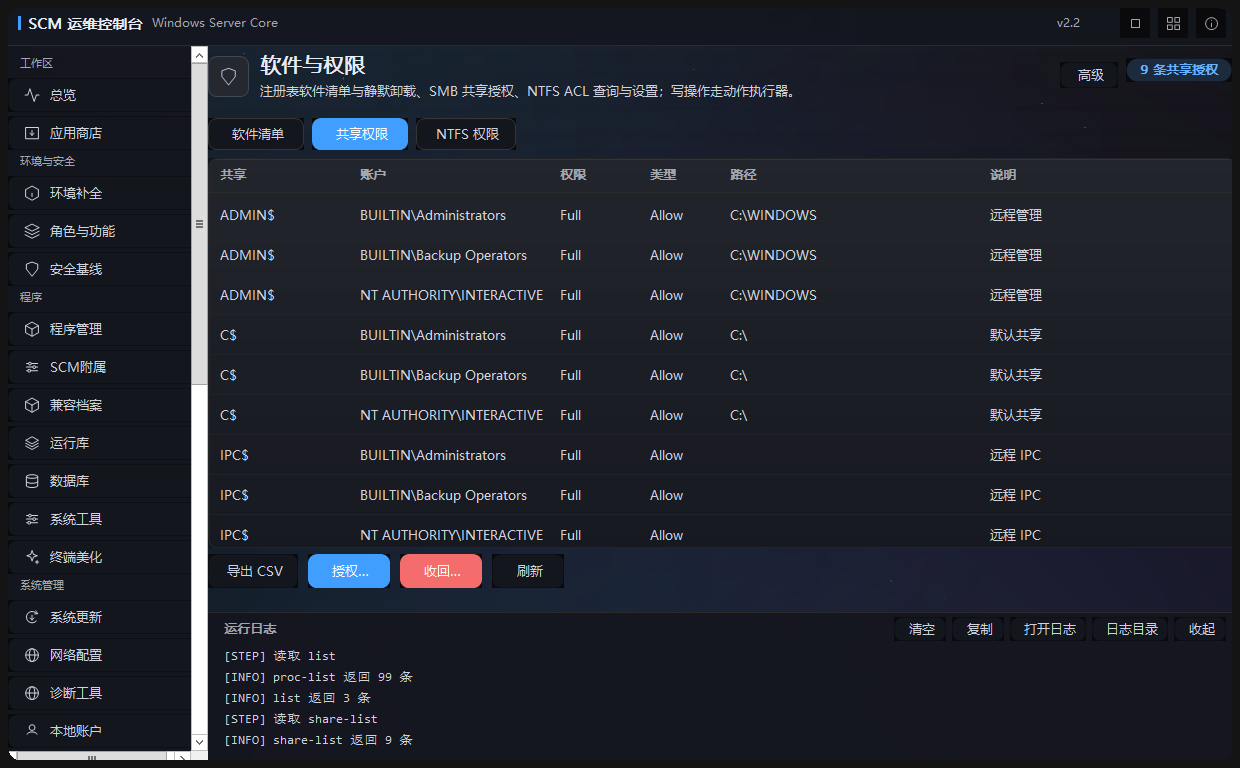 SCM 运维控制台 Windows Server Core v2.2
工作区
总览
应用商店
环境与安全
环境补全
角色与功能
安全基线
程序
程序管理
SCM附属
兼容档案
运行库
数据库
系统工具
终端美化
系统管理
系统更新
网络配置
诊断工具
本地账户
软件与权限
注册表软件清单与静默卸载、SMB 共享授权、NTFS ACL 查询与设置；写操作走动作执行器。
高级 9 条共享授权
软件清单 共享权限 NTFS 权限
共享 账户 权限 类型 路径 说明
ADMIN$ BUILTIN\Administrators Full Allow C:\WINDOWS 远程管理
ADMIN$ BUILTIN\Backup Operators Full Allow C:\WINDOWS 远程管理
ADMIN$ NT AUTHORITY\INTERACTIVE Full Allow C:\WINDOWS 远程管理
C$ BUILTIN\Administrators Full Allow C:\ 默认共享
C$ BUILTIN\Backup Operators Full Allow C:\ 默认共享
C$ NT AUTHORITY\INTERACTIVE Full Allow C:\ 默认共享
IPC$ BUILTIN\Administrators Full Allow 远程 IPC
IPC$ BUILTIN\Backup Operators Full Allow 远程 IPC
IPC$ NT AUTHORITY\INTERACTIVE Full Allow 远程 IPC
导出 CSV 授权... 收回... 刷新
运行日志 清空 复制 打开日志 日志目录 收起
[STEP] 读取 list
[INFO] proc-list 返回 99 条
[INFO] list 返回 3 条
[STEP] 读取 share-list
[INFO] share-list 返回 9 条